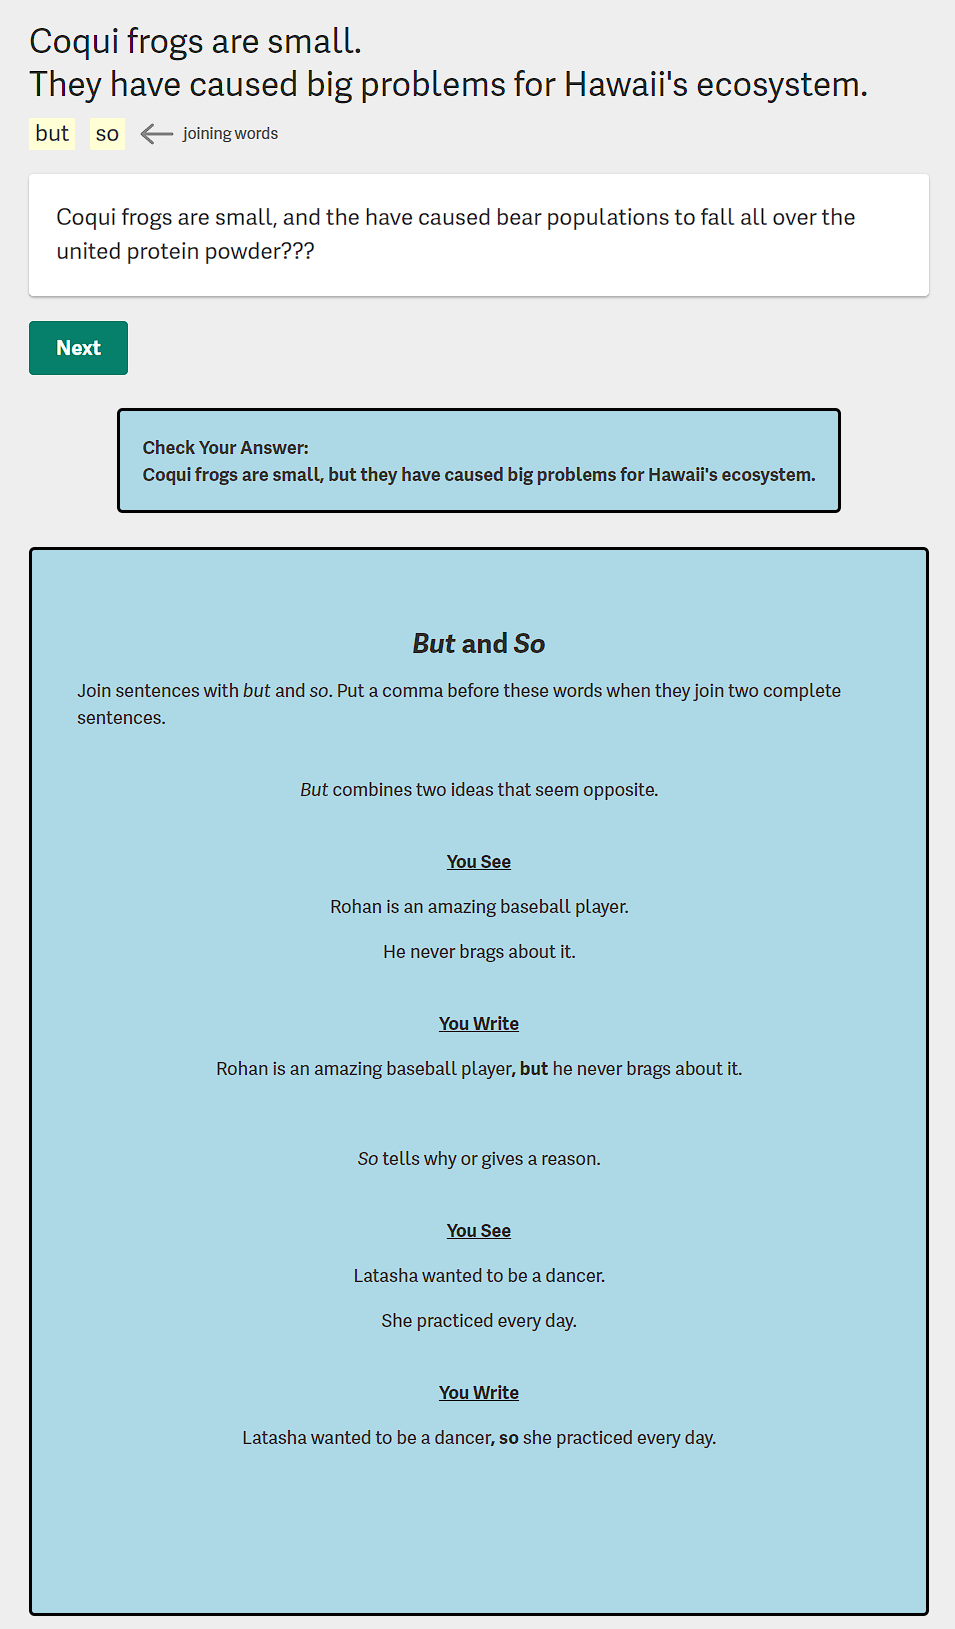 Coqui frogs are small.
They have caused big problems for Hawaii's ecosystem.
but so joining words
Coqui frogs are small, and the have caused bear populations to fall all over the
united protein powder???
Next
Check Your Answer:
Coqui frogs are small, but they have caused big problems for Hawaii's ecosystem.
But and So
Join sentences with but and so. Put a comma before these words when they join two complete
sentences.
But combines two ideas that seem opposite.
You See
Rohan is an amazing baseball player.
He never brags about it.
You Write
Rohan is an amazing baseball player, but he never brags about it.
So tells why or gives a reason.
You See
Latasha wanted to be a dancer.
She practiced every day.
You Write
Latasha wanted to be a dancer, so she practiced every day.